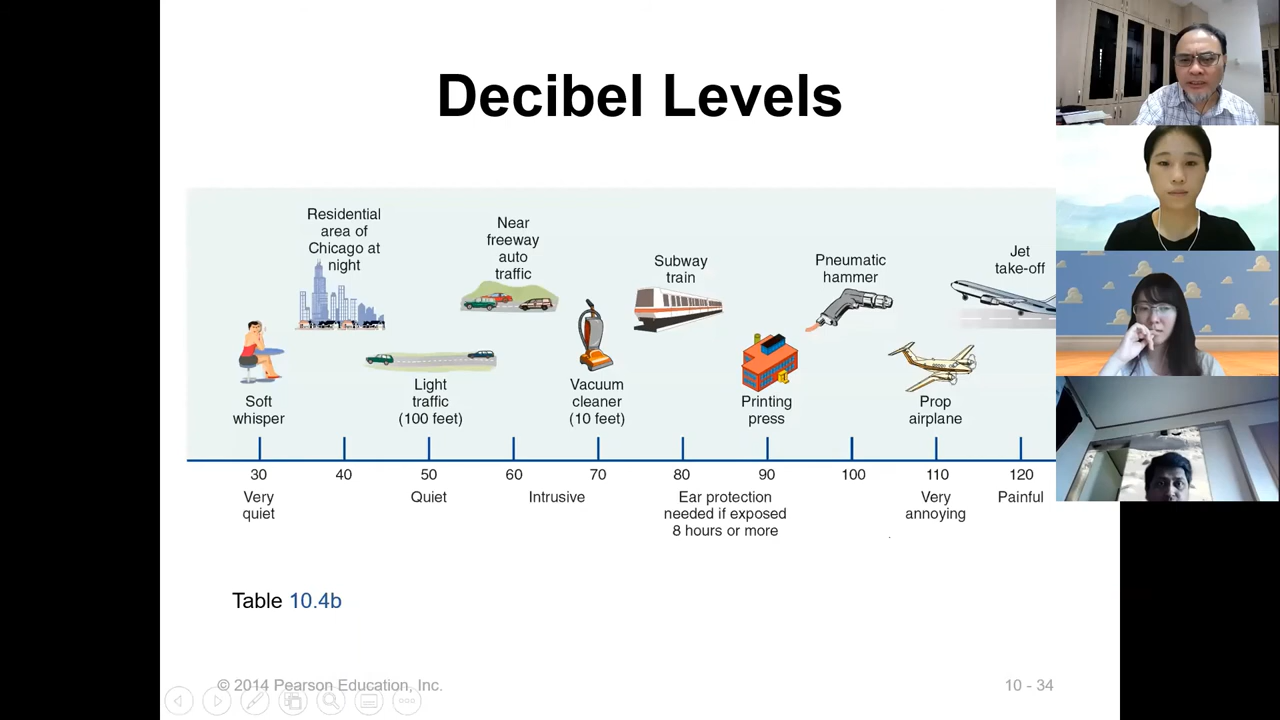 Decibel Levels
Residential
area of
Chicago at
night
Near
freeway
auto
traffic
Subway
train
Pneumatic
hammer
Jet
take-off
Soft
whisper
Light
traffic
(100 feet)
Vacuum
cleaner
(10 feet)
Printing
press
Prop
airplane
30 40 50 60 70 80 90 100 110 120
Very
quiet
Quiet
Intrusive
Ear protection
needed if exposed
8 hours or more
Very
annoying
Painful
Table 10.4b
© 2014 Pearson Education, Inc.
10 - 34